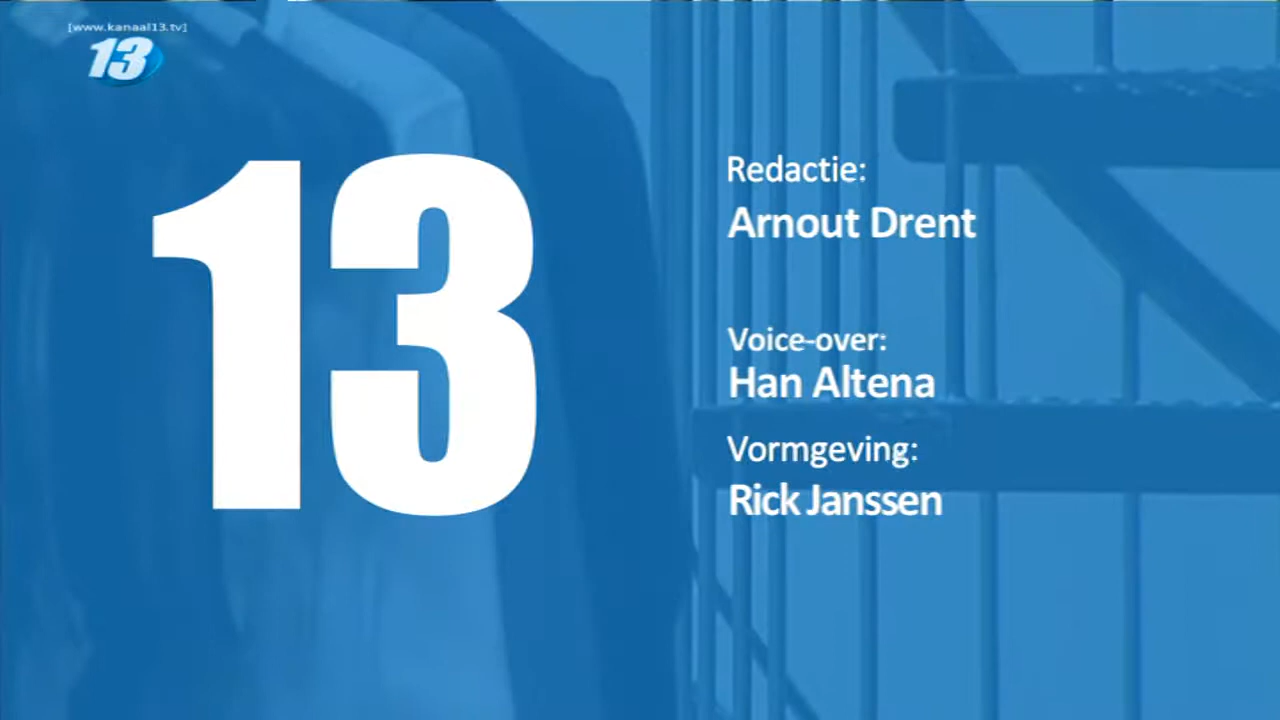 [www.kanaal13.tv]
13
13
Redactie:
Arnout Drent
Voice-over:
Han Altena
Vormgeving:
Rick Janssen